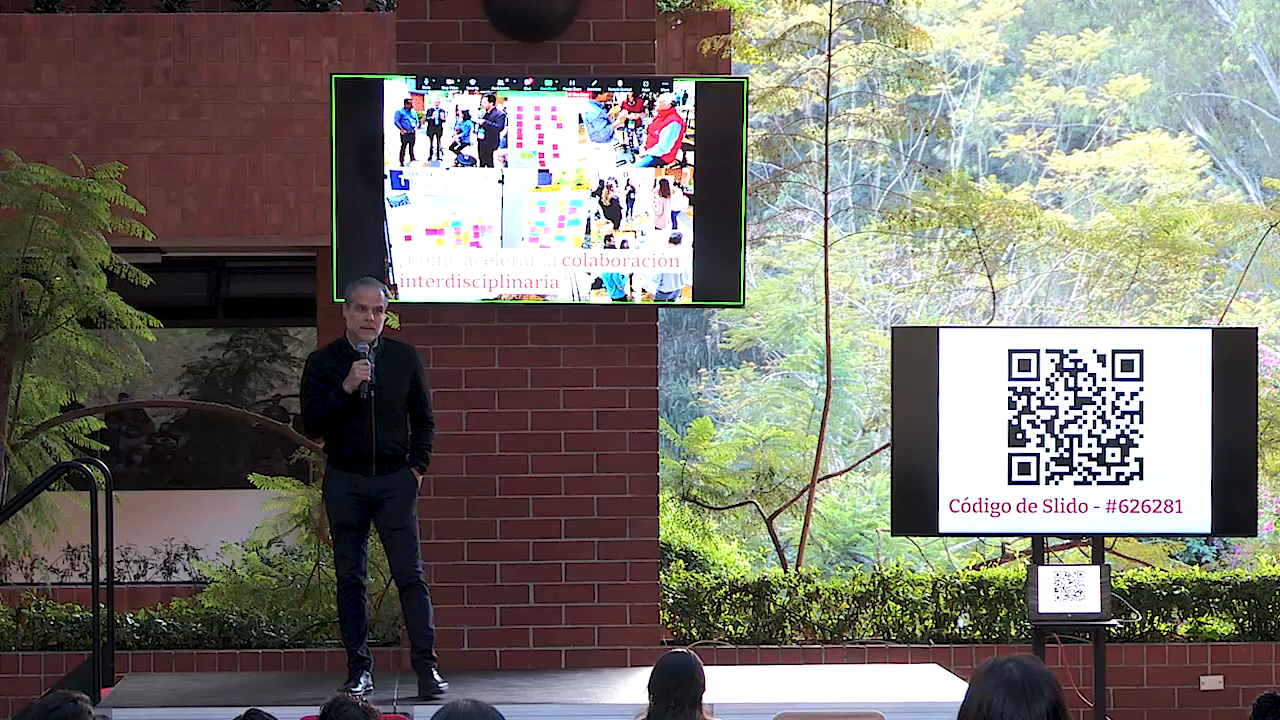 cómo acelerar la colaboración
interdisciplinaria
Código de Slido - #626281